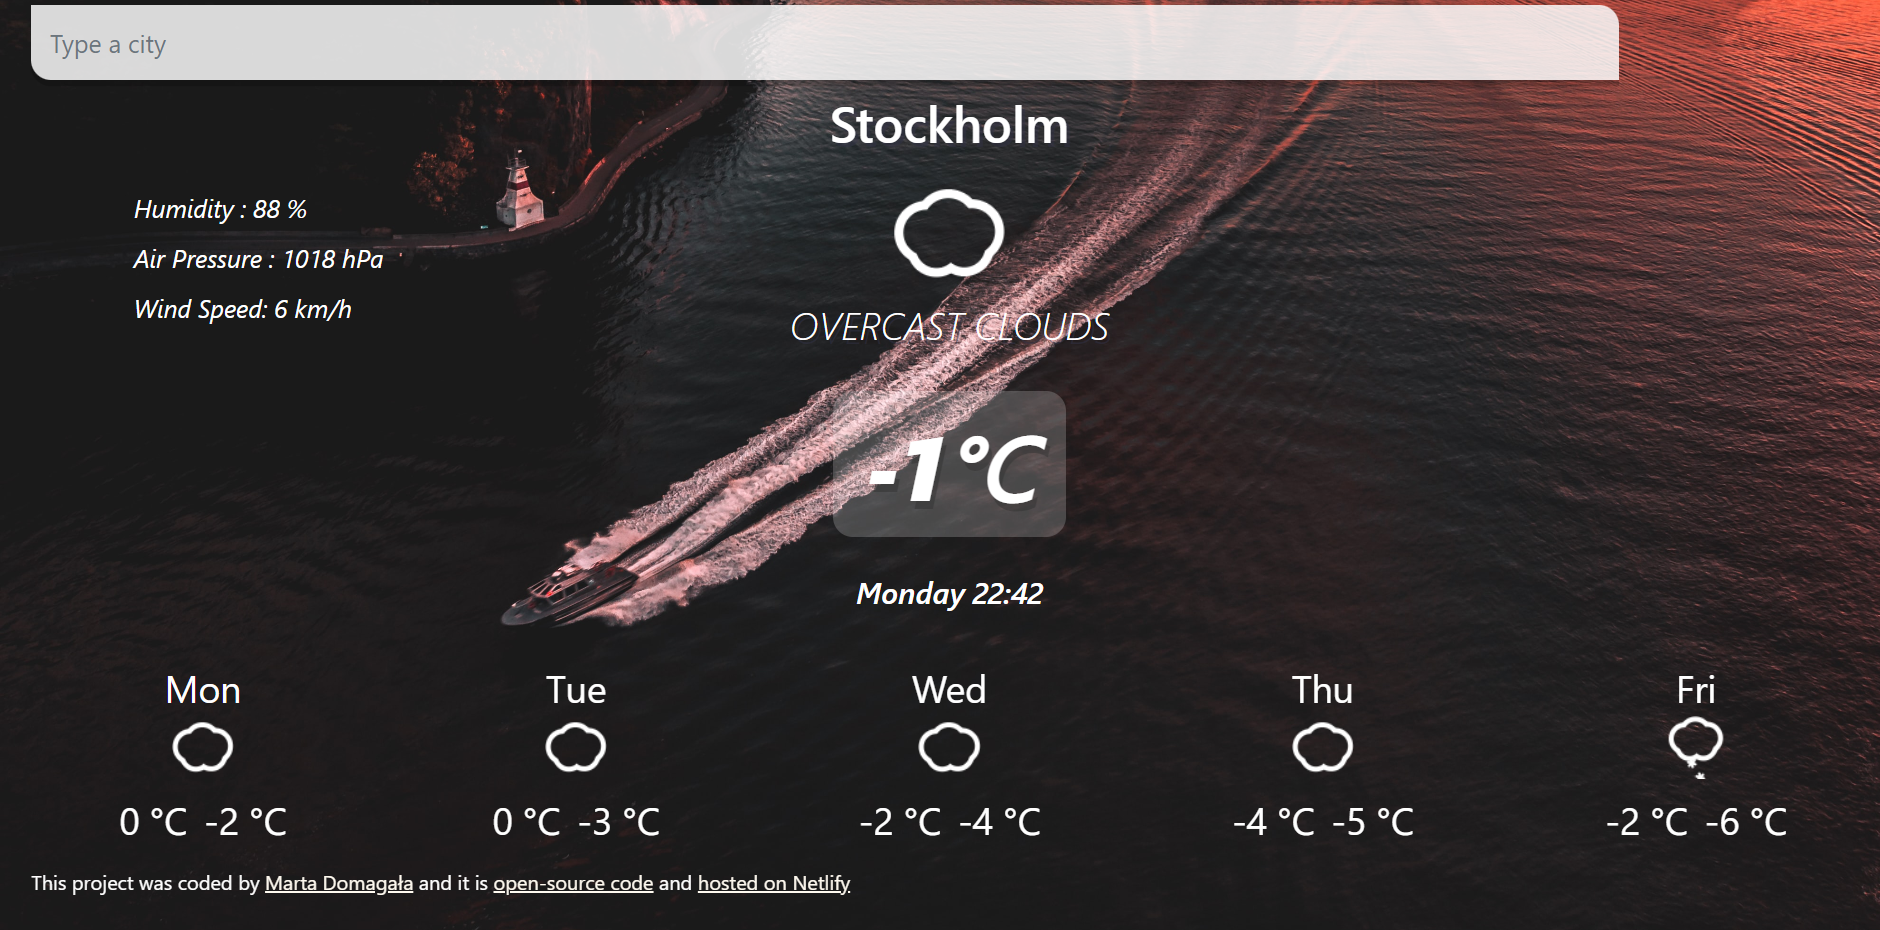 Type a city
Stockholm
Humidity : 88 %
Air Pressure : 1018 hPa
Wind Speed: 6 km/h
OVERCAST CLOUDS
-1°C
Monday 22:42
Mon Tue Wed Thu Fri
0 °C -2 °C 0 °C -3 °C -2 °C -4 °C -4 °C -5 °C -2 °C -6 °C
This project was coded by Marta Domagała and it is open-source code and hosted on Netlify